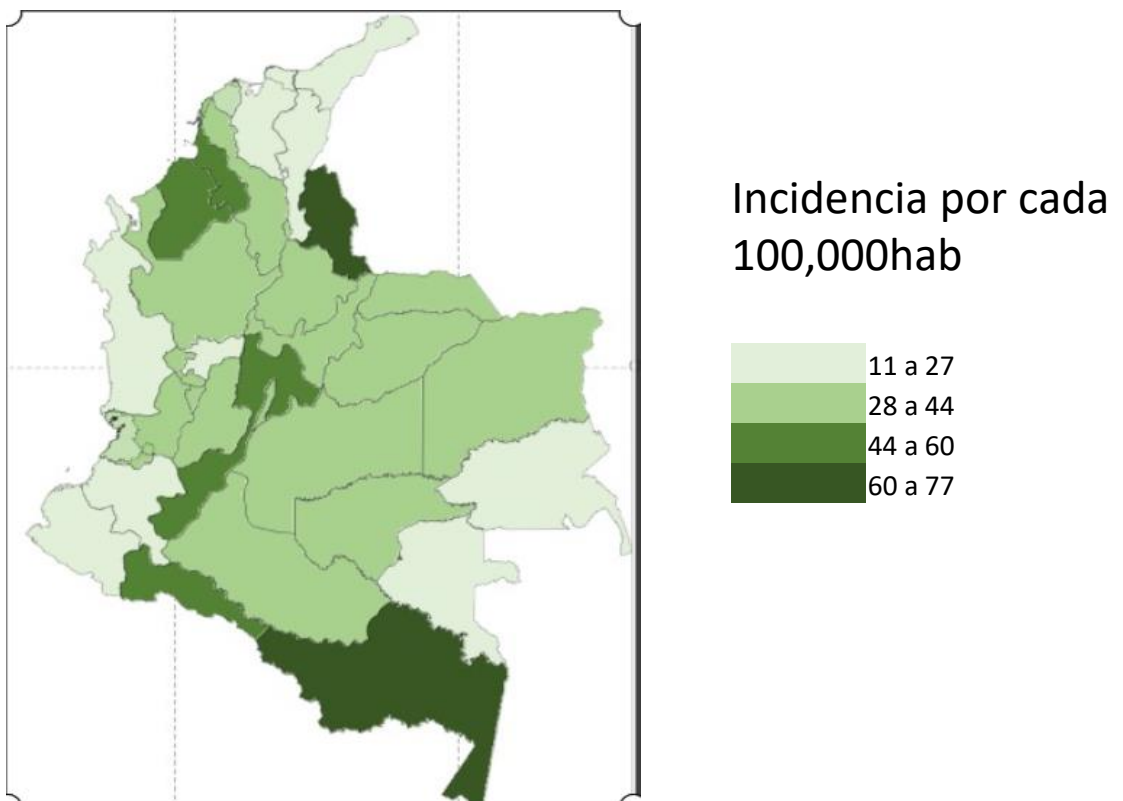 Incidencia por cada
100,000hab
11 a 27
28 a 44
44 a 60
60 a 77